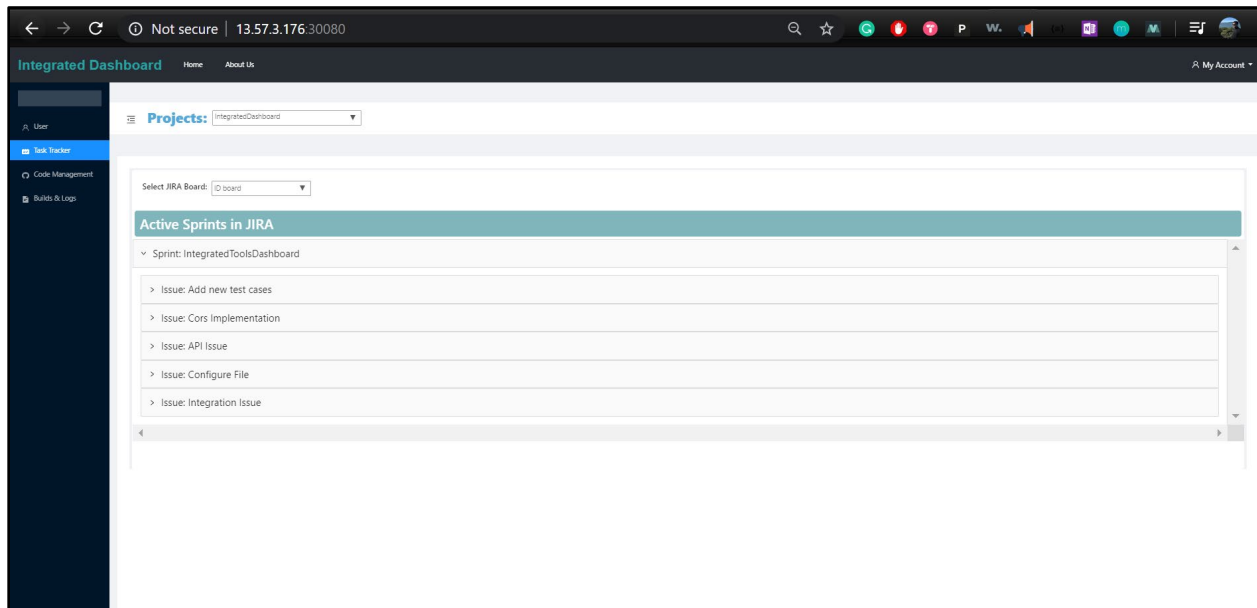 Not secure | 13.57.3.176:30080
Integrated Dashboard Home About Us My Account
User
Projects: IntegratedDashboard
Task Tracker
Code Management
Select JIRA Board: ID board
Builds & Logs
Active Sprints in JIRA
Sprint: IntegratedToolsDashboard
Issue: Add new test cases
Issue: Cors Implementation
Issue: API Issue
Issue: Configure File
Issue: Integration Issue